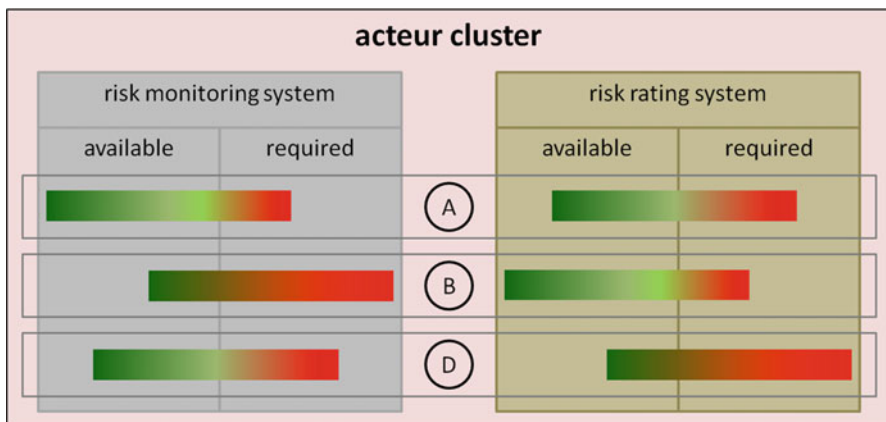 acteur cluster
risk monitoring system
risk rating system
available
required
available
required
A
B
D